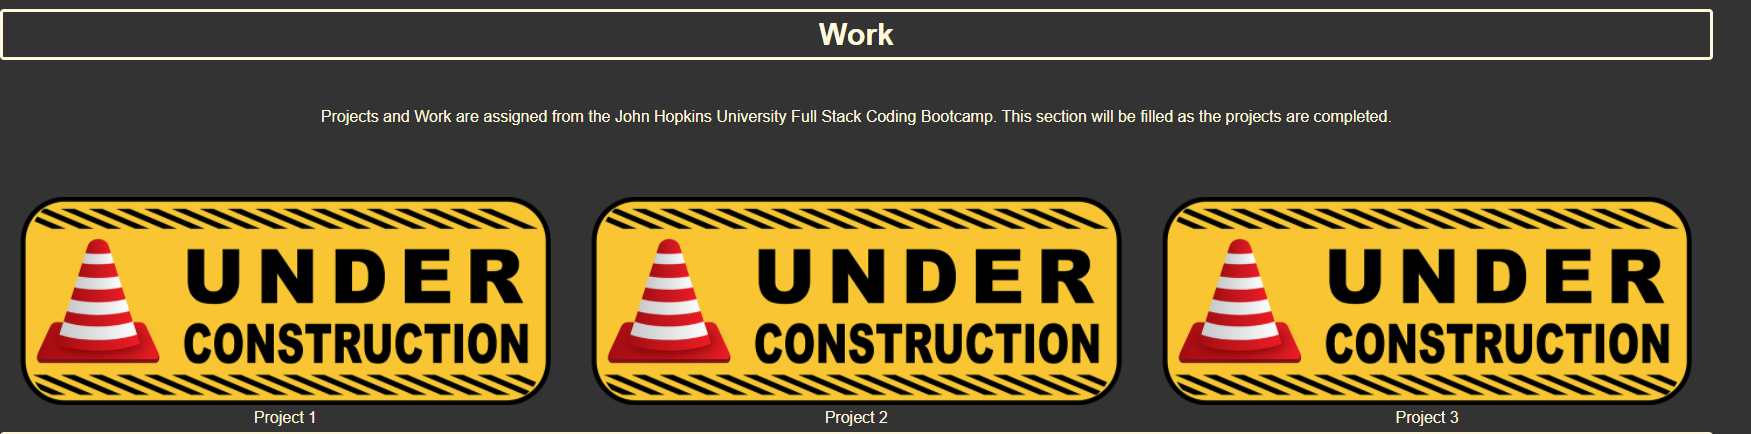 Work
Projects and Work are assigned from the John Hopkins University Full Stack Coding Bootcamp. This section will be filled as the projects are completed.
UNDER
CONSTRUCTION
Project 1
UNDER
CONSTRUCTION
Project 2
UNDER
CONSTRUCTION
Project 3